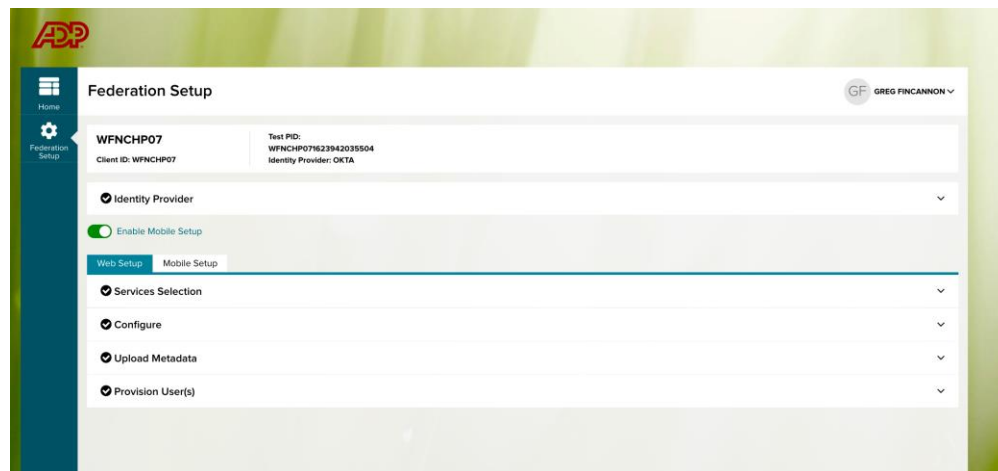 ADP
Home
Federation
Setup
Federation Setup
GF GREG FINCANNON
WFNCHP07
Client ID: WFNCHP07
Test PID:
WFNCHP071623942035504
Identity Provider: OKTA
Identity Provider
Enable Mobile Setup
Web Setup Mobile Setup
Services Selection
Configure
Upload Metadata
Provision User(s)